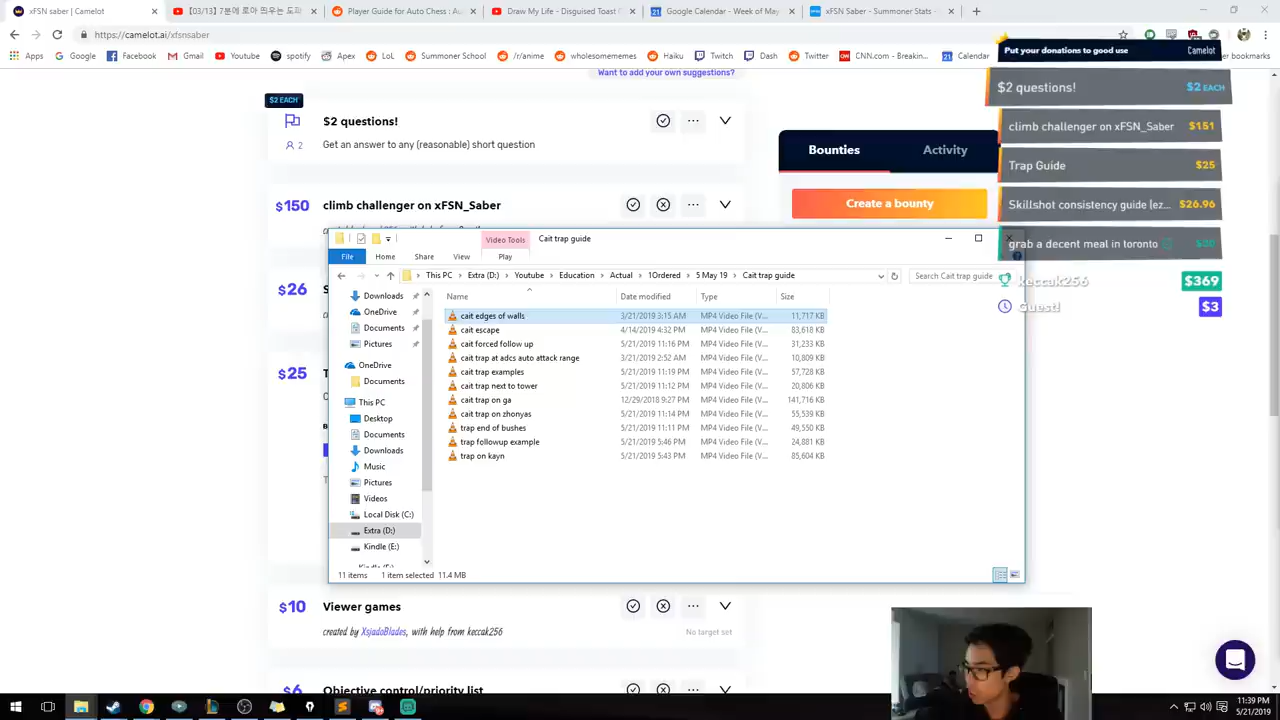 xFSN saber | Camelot
[03/13] 7분에 로아 띄우는 도파
Player Guide for Auto Chess : Au
Draw My Life - Disguised Toast (
Google Calendar - Week of May
xFSN Saber - Summoner Stats -
https://camelot.ai/xfsnsaber
Apps
Google
Facebook
Gmail
Youtube
spotify
Apex
LoL
Summoner School
/r/anime
wholesomememes
Haiku
Twitch
Dash
Twitter
CNN.com - Breakin...
Calendar
er bookmarks
Put your donations to good use
Camelot
Want to add your own suggestions?
$2 questions!
$2 EACH
climb challenger on xFSN_Saber
$151
Trap Guide
$25
Skillshot consistency guide [ez...
$26.96
grab a decent meal in toronto
keccak256
$369
Guest!
$3
$2 EACH
$2 questions!
2
Get an answer to any (reasonable) short question
Bounties
Activity
Create a bounty
$150
climb challenger on xFSN_Saber
$26
$25
Video Tools
Cait trap guide
File
Home
Share
View
Play
This PC
Extra (D:)
Youtube
Education
Actual
1Ordered
5 May 19
Cait trap guide
Search Cait trap guide
Downloads
OneDrive
Documents
Pictures
OneDrive
Documents
This PC
Desktop
Documents
Downloads
Music
Pictures
Videos
Local Disk (C:)
Extra (D:)
Kindle (E:)
Name
Date modified
Type
Size
cait edges of walls
3/21/2019 3:15 AM
MP4 Video File (V...
11,717 KB
cait escape
4/14/2019 4:32 PM
MP4 Video File (V...
83,618 KB
cait forced follow up
5/21/2019 11:16 PM
MP4 Video File (V...
31,233 KB
cait trap at adcs auto attack range
3/21/2019 2:52 AM
MP4 Video File (V...
10,809 KB
cait trap examples
5/21/2019 11:19 PM
MP4 Video File (V...
57,728 KB
cait trap next to tower
5/21/2019 11:12 PM
MP4 Video File (V...
20,806 KB
cait trap on ga
12/29/2018 9:27 PM
MP4 Video File (V...
141,716 KB
cait trap on zhonyas
5/21/2019 11:14 PM
MP4 Video File (V...
55,539 KB
trap end of bushes
5/21/2019 11:11 PM
MP4 Video File (V...
49,550 KB
trap followup example
5/21/2019 5:46 PM
MP4 Video File (V...
24,881 KB
trap on kayn
5/21/2019 5:43 PM
MP4 Video File (V...
85,604 KB
11 items
1 item selected
11.4 MB
$10
Viewer games
created by XsjadoBlades, with help from keccak256
No target set
$6
Objective control/priority list
11:39 PM
5/21/2019